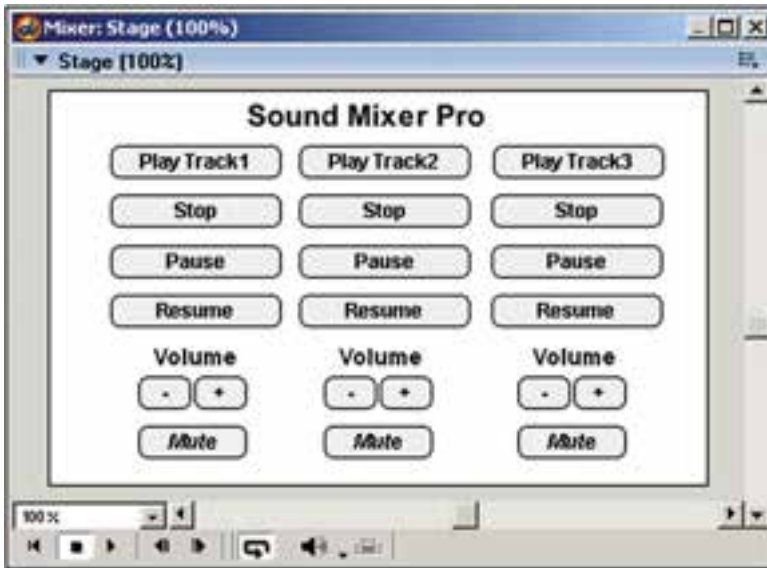 Mixer: Stage (100%)
Stage (100%)
Sound Mixer Pro
Play Track1 Play Track2 Play Track3
Stop Stop Stop
Pause Pause Pause
Resume Resume Resume
Volume Volume Volume
- + - + - +
Mute Mute Mute
100%